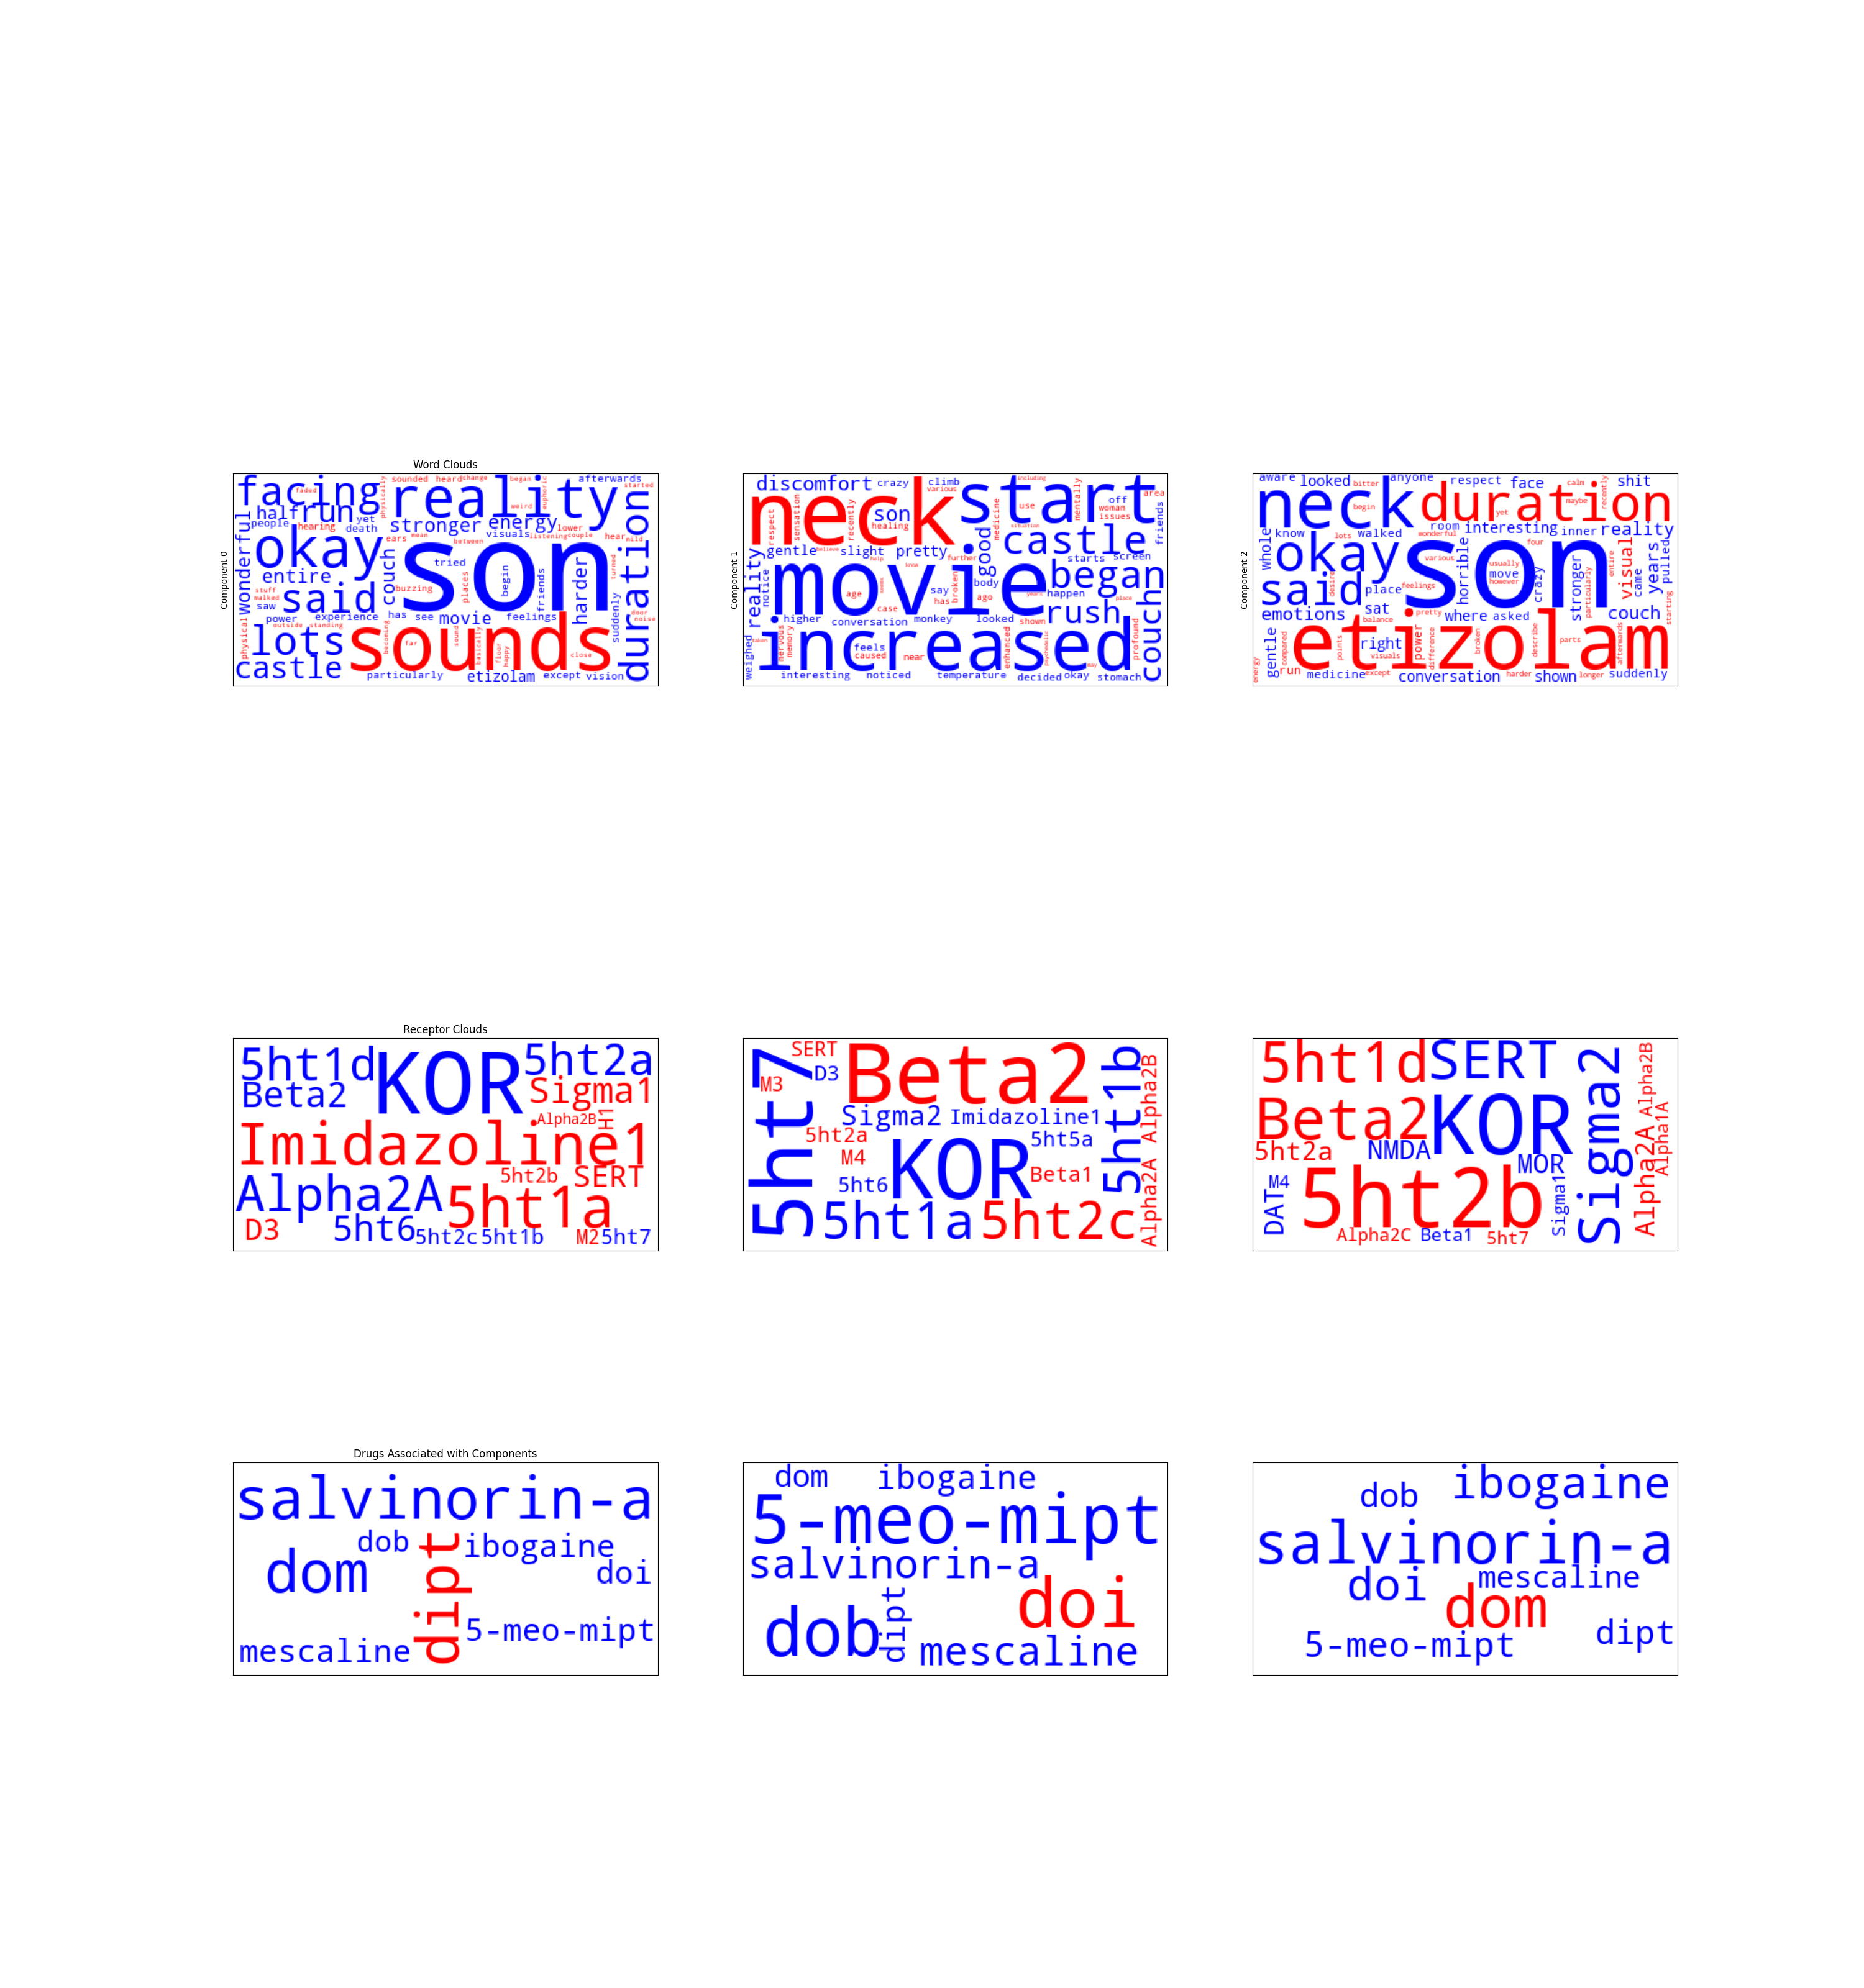 Word Clouds
Component 0
facing
faded
physically
sounded heard change began
euphoric
afterwards
started
reality
weird
half run yet
people hearing death
stronger energy lower
visuals listening couple hear mild
wonderful
okay
ears mean between
son
duration
entire
tried
couch
buzzing
places
begin
friends
harder
turned
suddenly
stuff
walked
saw
said
power experience has see movie feelings
door
noise
outside standing
physical
lots
sounds
becoming
far
sound
basically
floor
happy
close
castle
particularly etizolam except vision
Component 1
discomfort crazy climb
various
including
start
neck
sensation
recently
respect
son
healing
medicine
use
mentally
off
woman
issues
area
friends
situation
gentle believe slight pretty
help
further
good
castle
starts screen
reality
notice
movie
know
broken
body
began
happen
age
say
has
ago
years
place
case
rush
couch
higher conversation monkey looked shown
increased
weighed
taken
nervous
memory
feels
caused
near
enhanced
psychedelic
may
profound
interesting noticed temperature decided okay stomach
Component 2
aware looked bitter anyone respect face calm recently shit
neck
begin
duration
maybe
yet
whole
know lots walked room interesting inner reality
wonderful
four
okay
various
son
usually
move
however
horrible
crazy
stronger
particularly
entire
visual
came
years
pulled
said
desire
place
feelings
emotions sat pretty where asked couch
balance
starting
gentle
compared
points
right
visuals
power
difference
etizolam
broken
describe
parts
afterwards
energy
run medicine except conversation harder shown longer suddenly
Receptor Clouds
5ht1d KOR 5ht2a
Beta2 Sigma1
Alpha2B H1
Imidazoline1
5ht2b SERT
Alpha2A 5ht1a
D3 5ht6 5ht2c 5ht1b M2 5ht7
SERT Beta2 5ht1b
M3 D3 5ht7
Alpha2B
Sigma2 Imidazoline1
5ht2a 5ht5a
M4 KOR Beta1
5ht6
5ht1a 5ht2c Alpha2A
5ht1d SERT Sigma2 Alpha2B
Beta2 KOR
5ht2a NMDA MOR Alpha2A Alpha1A
M4 5ht2b Sigma1
DAT
Alpha2C Beta1 5ht7
Drugs Associated with Components
salvinorin-a
dob dipt ibogaine
dom doi
5-meo-mipt
mescaline
dom ibogaine
5-meo-mipt
salvinorin-a
dipt doi
dob
mescaline
dob ibogaine
salvinorin-a
doi mescaline
dom
5-meo-mipt dipt